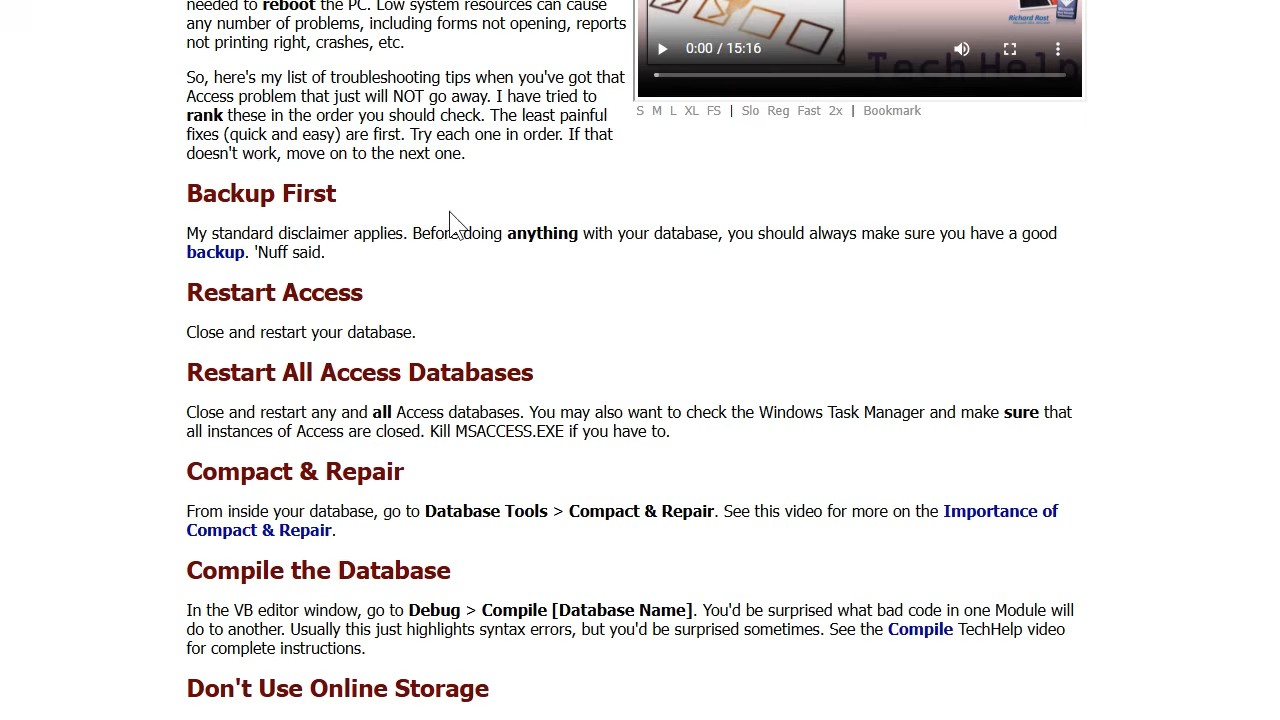 needed to reboot the PC. Low system resources can cause
any number of problems, including forms not opening, reports
not printing right, crashes, etc.
So, here's my list of troubleshooting tips when you've got that
Access problem that just will NOT go away. I have tried to
rank these in the order you should check. The least painful
fixes (quick and easy) are first. Try each one in order. If that
doesn't work, move on to the next one.
Richard Rost
TechHelp
0:00 / 15:16
S M L XL FS | Slo Reg Fast 2x | Bookmark
Backup First
My standard disclaimer applies. Before doing anything with your database, you should always make sure you have a good
backup. 'Nuff said.
Restart Access
Close and restart your database.
Restart All Access Databases
Close and restart any and all Access databases. You may also want to check the Windows Task Manager and make sure that
all instances of Access are closed. Kill MSACCESS.EXE if you have to.
Compact & Repair
From inside your database, go to Database Tools > Compact & Repair. See this video for more on the Importance of
Compact & Repair.
Compile the Database
In the VB editor window, go to Debug > Compile [Database Name]. You'd be surprised what bad code in one Module will
do to another. Usually this just highlights syntax errors, but you'd be surprised sometimes. See the Compile TechHelp video
for complete instructions.
Don't Use Online Storage